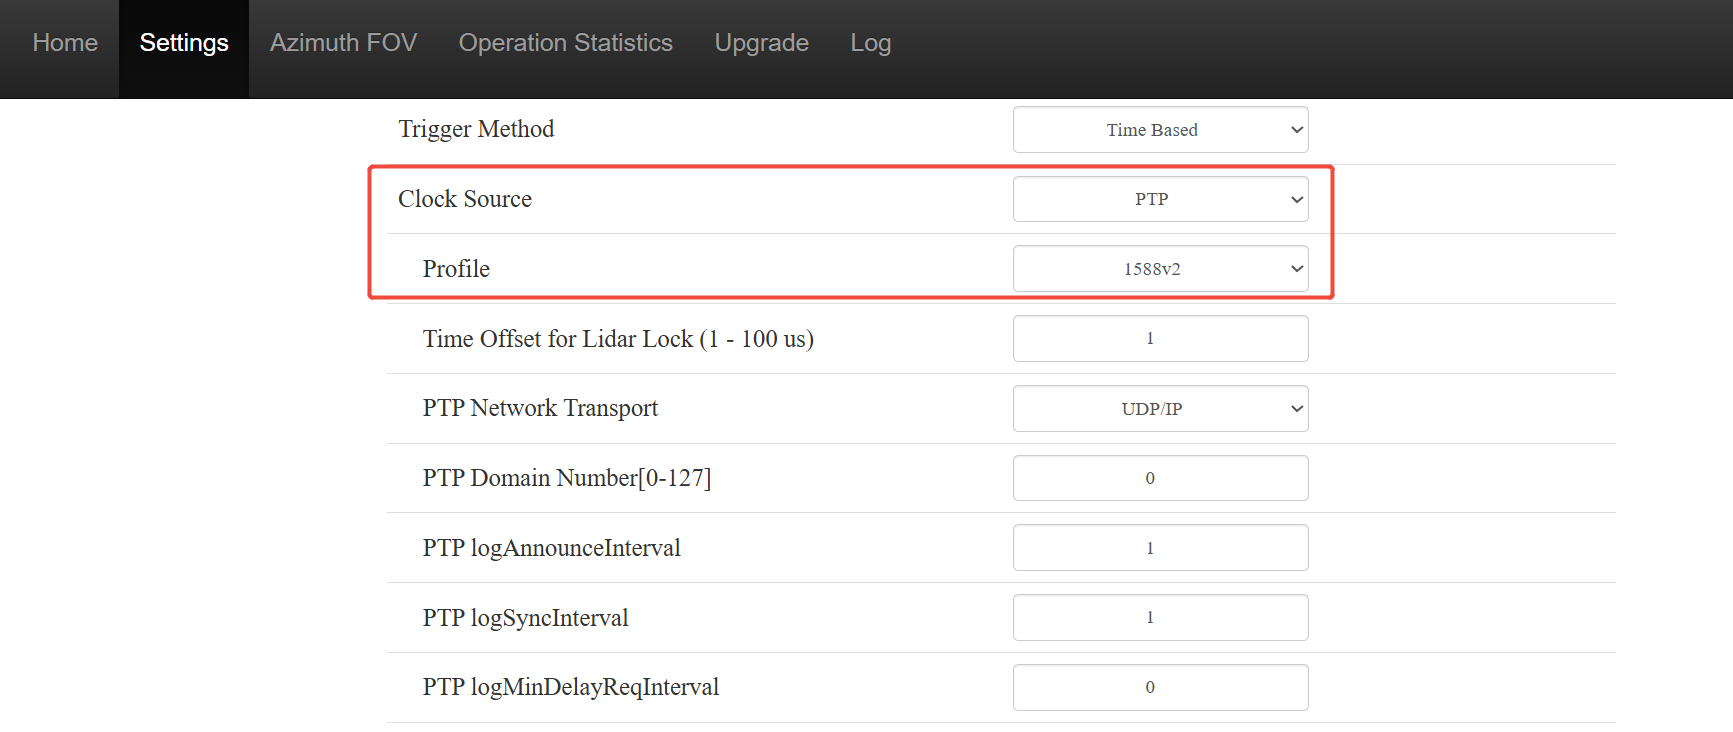 Home Settings Azimuth FOV Operation Statistics Upgrade Log
Trigger Method Time Based
Clock Source PTP
Profile 1588v2
Time Offset for Lidar Lock (1 - 100 us) 1
PTP Network Transport UDP/IP
PTP Domain Number[0-127] 0
PTP logAnnounceInterval 1
PTP logSyncInterval 1
PTP logMinDelayReqInterval 0